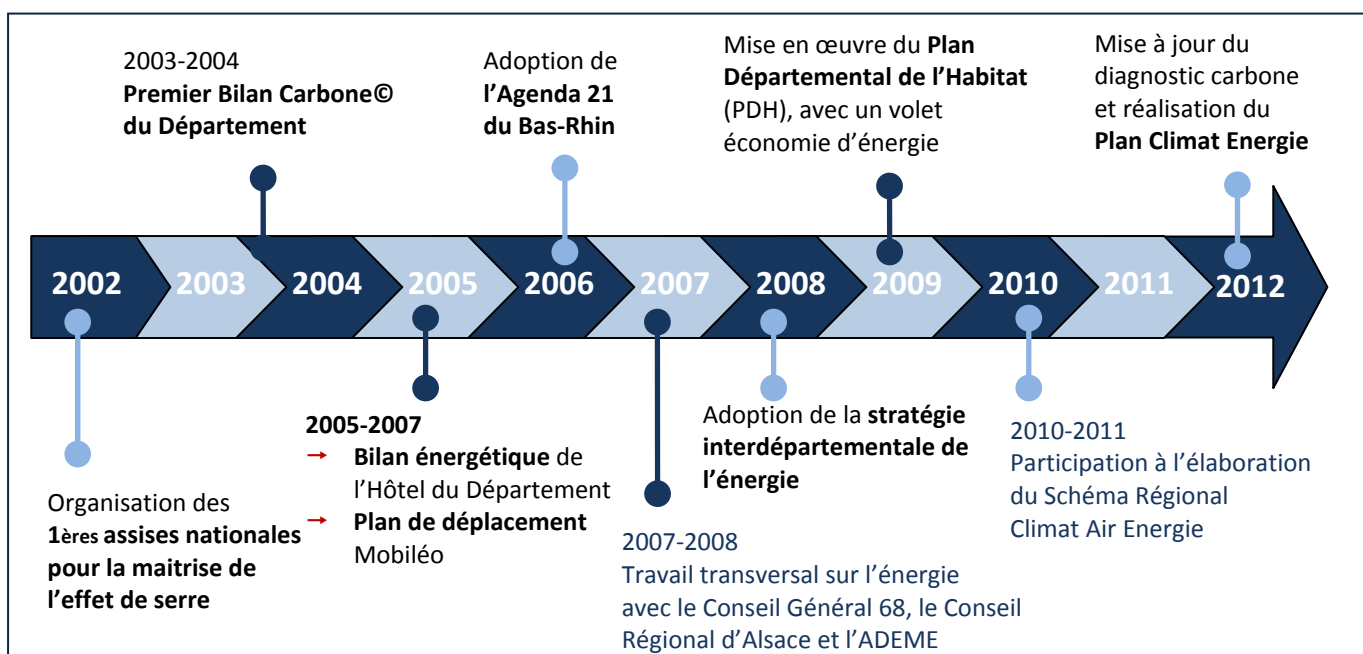 2003-2004
Premier Bilan Carbone©
du Département
Adoption de
l’Agenda 21
du Bas-Rhin
Mise en œuvre du Plan
Départemental de l’Habitat
(PDH), avec un volet
économie d’énergie
Mise à jour du
diagnostic carbone
et réalisation du
Plan Climat Energie
2002 2003 2004 2005 2006 2007 2008 2009 2010 2011 2012
Organisation des
1ères assises nationales
pour la maitrise de
l’effet de serre
2005-2007
→ Bilan énergétique de
l’Hôtel du Département
→ Plan de déplacement
Mobiléo
2007-2008
Travail transversal sur l’énergie
avec le Conseil Général 68, le Conseil
Régional d’Alsace et l’ADEME
Adoption de la stratégie
interdépartementale de
l’énergie
2010-2011
Participation à l’élaboration
du Schéma Régional
Climat Air Energie